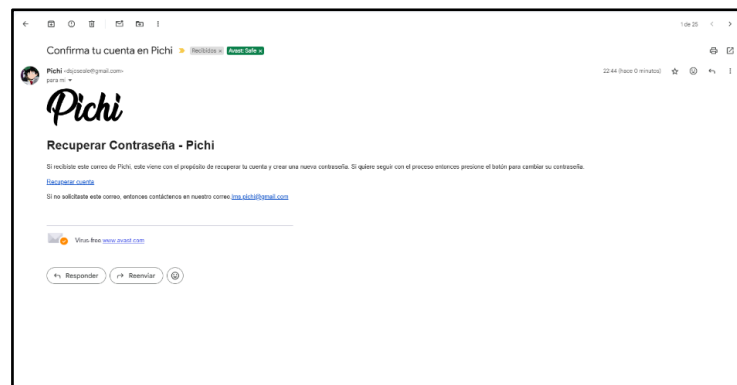 1 de 25
Confirma tu cuenta en Pichi Recibidos x Avast: Safe x
Pichi 22:44 (hace 0 minutos)
para mí
Pichi
Recuperar Contraseña - Pichi
Si recibiste este correo de Pichi, este viene con el propósito de recuperar tu cuenta y crear una nueva contraseña. Si quiere seguir con el proceso entonces presione el botón para cambiar su contraseña.
Recuperar cuenta
Si no solicitaste este correo, entonces contáctenos en nuestro correo
Virus-free.www.avast.com
Responder Reenviar